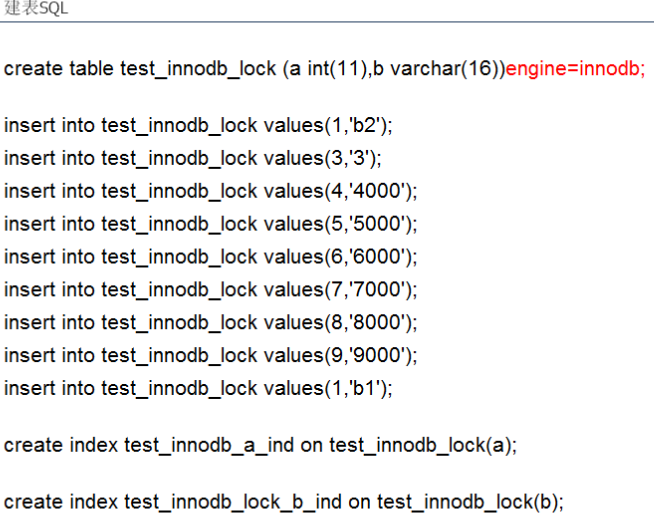 建表SQL
create table test_innodb_lock (a int(11),b varchar(16))engine=innodb;
insert into test_innodb_lock values(1,'b2');
insert into test_innodb_lock values(3,'3');
insert into test_innodb_lock values(4,'4000');
insert into test_innodb_lock values(5,'5000');
insert into test_innodb_lock values(6,'6000');
insert into test_innodb_lock values(7,'7000');
insert into test_innodb_lock values(8,'8000');
insert into test_innodb_lock values(9,'9000');
insert into test_innodb_lock values(1,'b1');
create index test_innodb_a_ind on test_innodb_lock(a);
create index test_innodb_lock_b_ind on test_innodb_lock(b);